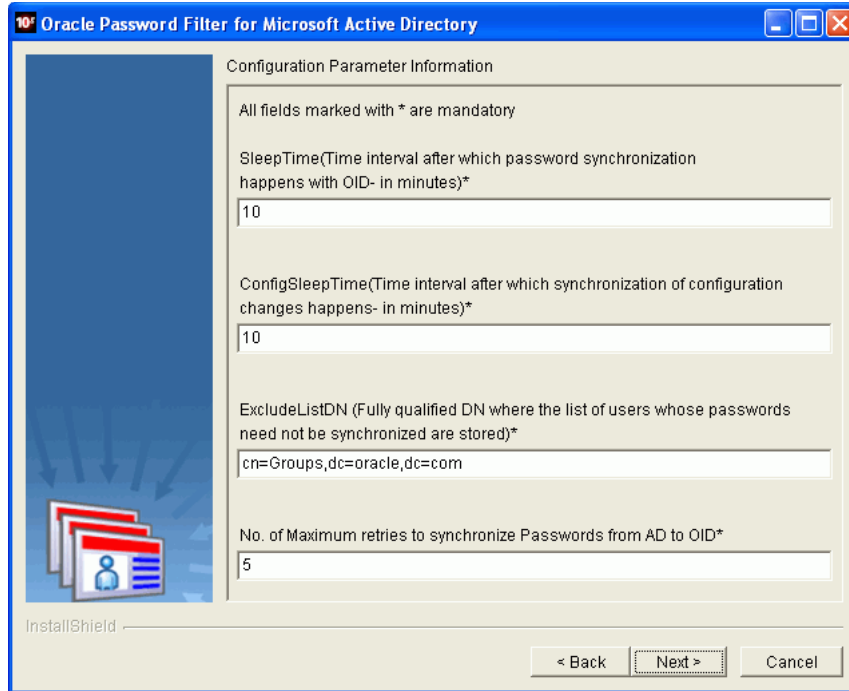 10g Oracle Password Filter for Microsoft Active Directory
Configuration Parameter Information
All fields marked with * are mandatory
SleepTime(Time interval after which password synchronization
happens with OID- in minutes)*
10
ConfigSleepTime(Time interval after which synchronization of configuration
changes happens- in minutes)*
10
ExcludeListDN (Fully qualified DN where the list of users whose passwords
need not be synchronized are stored)*
cn=Groups,dc=oracle,dc=com
No. of Maximum retries to synchronize Passwords from AD to OID*
5
InstallShield
< Back Next > Cancel